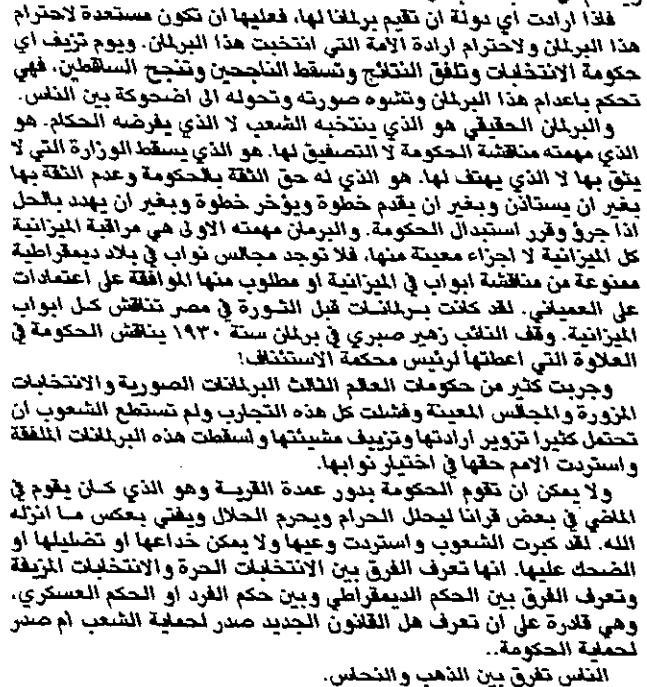 فاذا ارادت اي دولة ان تقيم برلمانا لها، فعليها ان تكون مستعدة لاحترام
هذا البرلمان ولاحترام ارادة الامة التي انتخبت هذا البرلمان. ويوم تزيف اي
حكومة الانتخابات وتلفق النتائج وتسقط الناجحين وتنجح الساقطين، فهي
تحكم باعدام هذا البرلمان وتشوه صورته وتحوله الى اضحوكة بين الناس.
والبرلمان الحقيقي هو الذي ينتخبه الشعب لا الذي يفرضه الحكام. هو
الذي مهمته مناقشة الحكومة لا التصفيق لها. هو الذي يسقط الوزارة التي لا
يثق بها لا الذي يهتف لها. هو الذي له حق الثقة بالحكومة وعدم الثقة بها
بغير ان يستاذن وبغير ان يقدم خطوة ويؤخر خطوة وبغير ان يهدد بالحل
اذا جرؤ وقرر استبدال الحكومة. والبرمان مهمته الاولى هي مراقبة الميزانية
كل الميزانية لا اجزاء معينة منها، فلا توجد مجالس نواب في بلاد ديمقراطية
ممنوعة من مناقشة ابواب في الميزانية او مطلوب منها الموافقة على اعتمادات
على العمياني. لقد كانت برلمانات قبل الثورة في مصر تناقش كل ابواب
الميزانية. وقف النائب زهير صبري في برلمان سنة ١٩٣٠ يناقش الحكومة في
العلاوة التي اعطتها لرئيس محكمة الاستئناف!
وجربت كثير من حكومات العالم الثالث البرلمانات الصورية والانتخابات
المزورة والمجالس المعينة وفشلت كل هذه التجارب ولم تستطع الشعوب ان
تحتمل كثيرا تزوير ارادتها وتزييف مشيئتها واسقطت هذه البرلمانات الملفقة
واستردت الامم حقها في اختيار نوابها.
ولا يمكن ان تقوم الحكومة بدور عمدة القرية وهو الذي كان يقوم في
الماضي في بعض قرانا ليحلل الحرام ويحرم الحلال ويفتي بعكس ما انزله
الله. لقد كبرت الشعوب واستردت وعيها ولا يمكن خداعها او تضليلها او
الضحك عليها. انها تعرف الفرق بين الانتخابات الحرة والانتخابات المزيفة
وتعرف الفرق بين الحكم الديمقراطي وبين حكم الفرد او الحكم العسكري،
وهي قادرة على ان تعرف هل القانون الجديد صدر لحماية الشعب ام صدر
لحماية الحكومة..
الناس تفرق بين الذهب والنحاس.